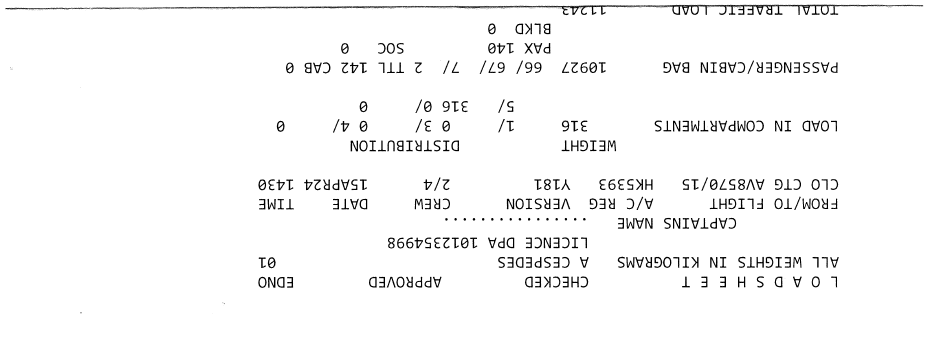 L O A D S H E E T CHECKED APPROVED EDNO
ALL WEIGHTS IN KILOGRAMS A CESPEDES 01
LICENCE DPA 1012354998
CAPTAINS NAME ................
FROM/TO/ FLIGHT A/C REG VERSION CREW DATE TIME
CLO CTG AV8570/15 HK5393 Y181 2/4 15APR24 1430
WEIGHT DISTRIBUTION
LOAD IN COMPARTMENTS 316 1/ 0 3/ 0 4/ 0
5/ 316 0/ 0
PASSENGER/CABIN BAG 10927 66/ 67/ 7/ 2 TTL 142 CAB 0
PAX 140 SOC 0
BLKD 0
TOTAL TRAFFIC LOAD 11243